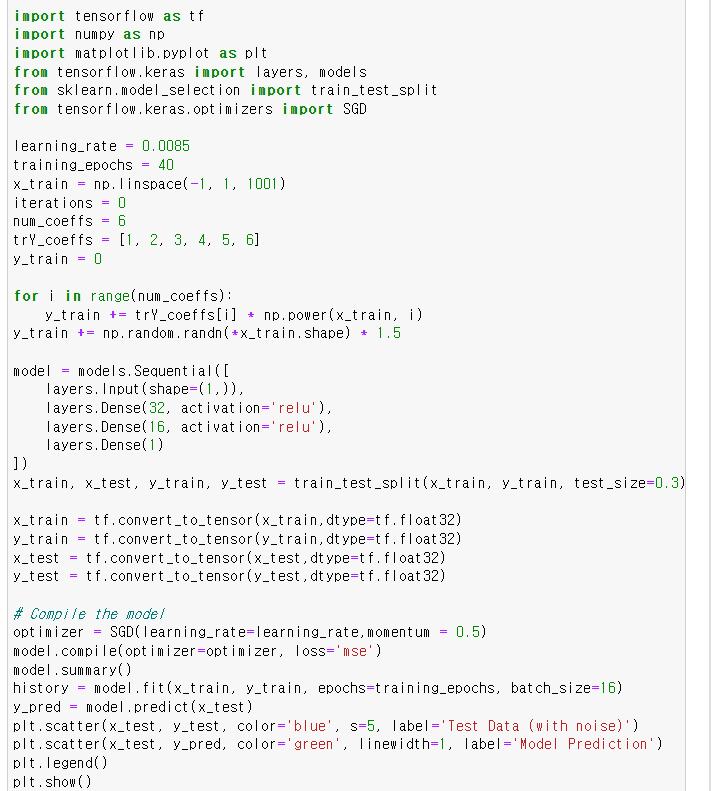 import tensorflow as tf
import numpy as np
import matplotlib.pyplot as plt
from tensorflow.keras import layers, models
from sklearn.model_selection import train_test_split
from tensorflow.keras.optimizers import SGD

learning_rate = 0.0085
training_epochs = 40
x_train = np.linspace(-1, 1, 1001)
iterations = 0
num_coeffs = 6
trY_coeffs = [1, 2, 3, 4, 5, 6]
y_train = 0

for i in range(num_coeffs):
    y_train += trY_coeffs[i] * np.power(x_train, i)
y_train += np.random.randn(*x_train.shape) * 1.5

model = models.Sequential([
    layers.Input(shape=(1,)),
    layers.Dense(32, activation='relu'),
    layers.Dense(16, activation='relu'),
    layers.Dense(1)
])
x_train, x_test, y_train, y_test = train_test_split(x_train, y_train, test_size=0.3)

x_train = tf.convert_to_tensor(x_train,dtype=tf.float32)
y_train = tf.convert_to_tensor(y_train,dtype=tf.float32)
x_test = tf.convert_to_tensor(x_test,dtype=tf.float32)
y_test = tf.convert_to_tensor(y_test,dtype=tf.float32)

# Compile the model
optimizer = SGD(learning_rate=learning_rate,momentum = 0.5)
model.compile(optimizer=optimizer, loss='mse')
model.summary()
history = model.fit(x_train, y_train, epochs=training_epochs, batch_size=16)
y_pred = model.predict(x_test)
plt.scatter(x_test, y_test, color='blue', s=5, label='Test Data (with noise)')
plt.scatter(x_test, y_pred, color='green', linewidth=1, label='Model Prediction')
plt.legend()
plt.show()